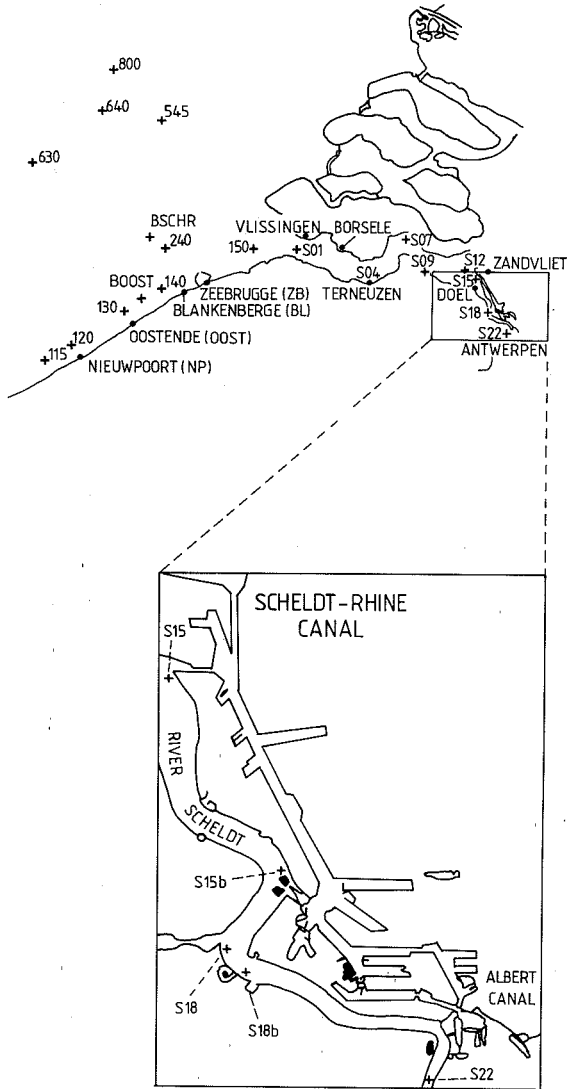 800
640
545
630
BSCHR
240
150
VLISSINGEN
BORSELE
S01
S07
S04
TERNEUZEN
S09
S12
ZANDVLIET
S15
DOEL
S18
S22
ANTWERPEN
BOOST
140
130
ZEEBRUGGE (ZB)
BLANKENBERGE (BL)
120
OOSTENDE (OOST)
115
NIEUWPOORT (NP)
SCHELDT-RHINE
CANAL
S15
RIVER
SCHELDT
S15b
ALBERT
CANAL
S18
S18b
S22